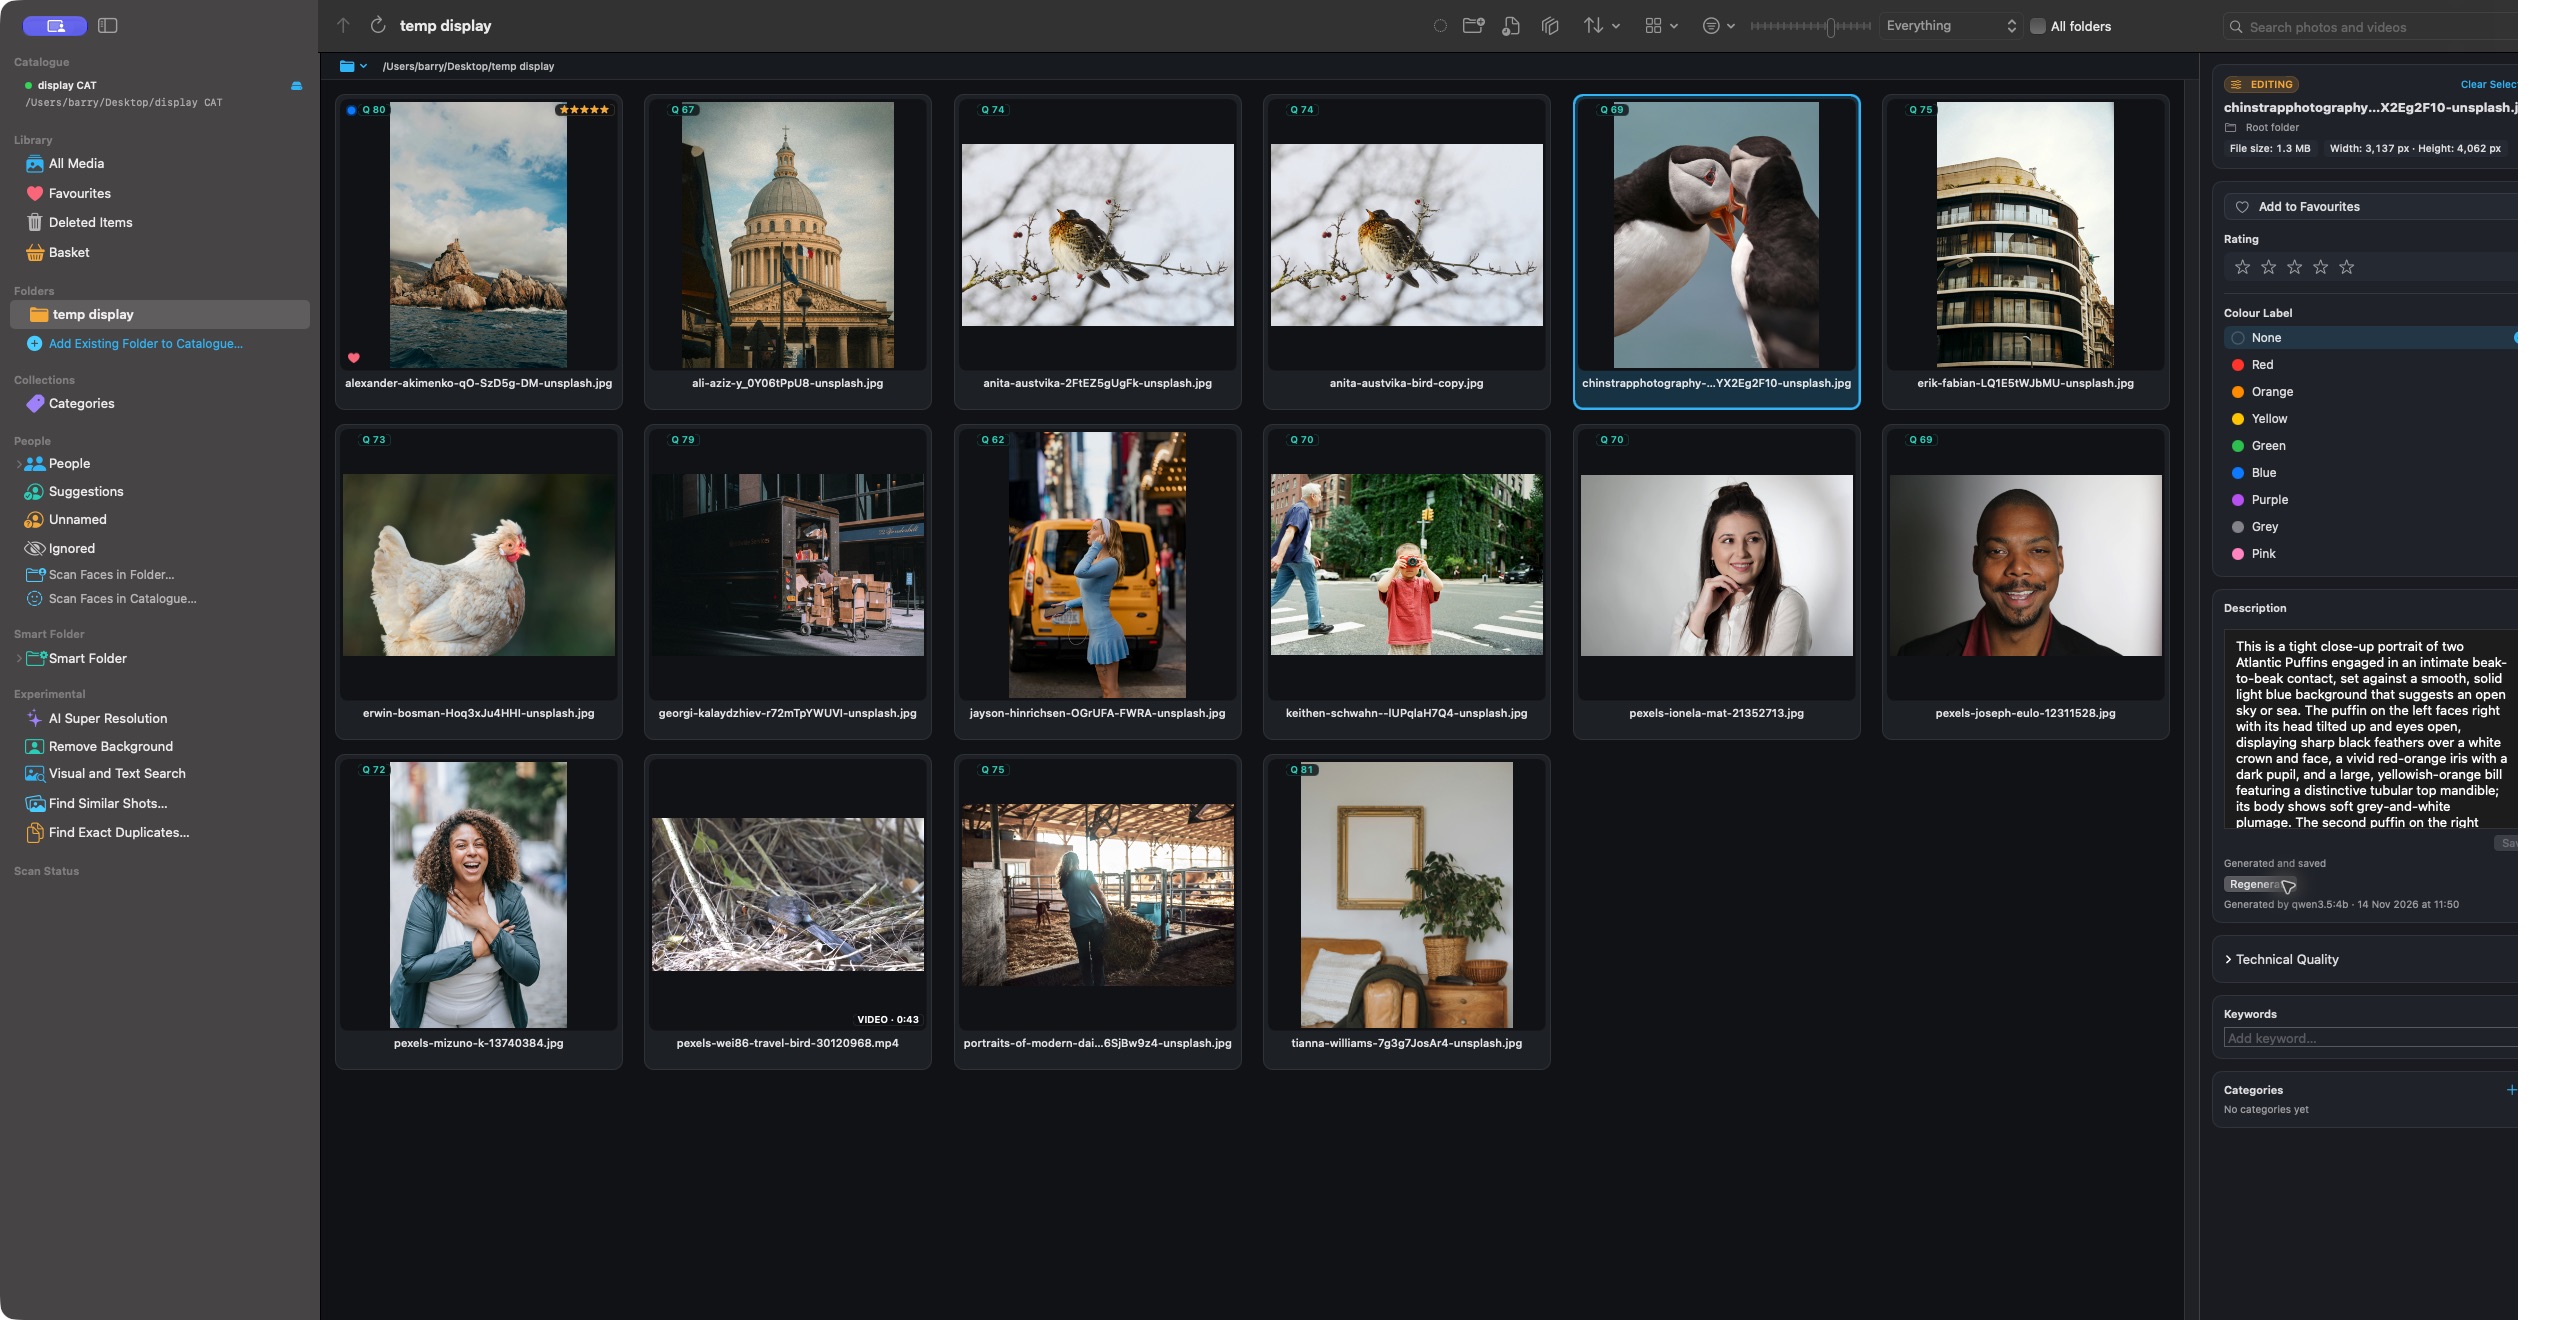 temp display
Everything
All folders
Search photos and videos
Catalogue
display CAT
/Users/barry/Desktop/display CAT
Library
All Media
Favourites
Deleted Items
Basket
Folders
temp display
Add Existing Folder to Catalogue...
Collections
Categories
People
People
Suggestions
Unnamed
Ignored
Scan Faces in Folder...
Scan Faces in Catalogue...
Smart Folder
Smart Folder
Experimental
AI Super Resolution
Remove Background
Visual and Text Search
Find Similar Shots...
Find Exact Duplicates...
Scan Status
/Users/barry/Desktop/temp display
Q 80
Q 67
Q 74
Q 74
Q 69
Q 75
alexander-akimenko-qO-SzD5g-DM-unsplash.jpg
ali-aziz-y_0Y06tPpU8-unsplash.jpg
anita-austvika-2FtEZ5gUgFk-unsplash.jpg
anita-austvika-bird-copy.jpg
chinstrapphotography-...YX2Eg2F10-unsplash.jpg
erik-fabian-LQ1E5tWJbMU-unsplash.jpg
Q 73
Q 79
Q 62
Q 70
Q 70
Q 69
erwin-bosman-Hoq3xJu4HHI-unsplash.jpg
georgi-kalaydzhiev-r72mTpYWUVI-unsplash.jpg
jayson-hinrichsen-OGrUFA-FWRA-unsplash.jpg
keithen-schwahn--IUPqlaH7Q4-unsplash.jpg
pexels-ionela-mat-21352713.jpg
pexels-joseph-eulo-12311528.jpg
Q 72
Q 75
Q 81
VIDEO · 0:43
pexels-mizuno-k-13740384.jpg
pexels-wei86-travel-bird-30120968.mp4
portraits-of-modern-dai...6SjBw9z4-unsplash.jpg
tianna-williams-7g3g7JosAr4-unsplash.jpg
EDITING
Clear Selec
chinstrapphotography...X2Eg2F10-unsplash.j
Root folder
File size: 1.3 MB
Width: 3,137 px · Height: 4,062 px
Add to Favourites
Rating
Colour Label
None
Red
Orange
Yellow
Green
Blue
Purple
Grey
Pink
Description
This is a tight close-up portrait of two
Atlantic Puffins engaged in an intimate beak-
to-beak contact, set against a smooth, solid
light blue background that suggests an open
sky or sea. The puffin on the left faces right
with its head tilted up and eyes open,
displaying sharp black feathers over a white
crown and face, a vivid red-orange iris with a
dark pupil, and a large, yellowish-orange bill
featuring a distinctive tubular top mandible;
its body shows soft grey-and-white
plumage. The second puffin on the right
Sav
Generated and saved
Regenera
Generated by qwen3.5:4b · 14 Nov 2026 at 11:50
Technical Quality
Keywords
Add keyword...
Categories
No categories yet